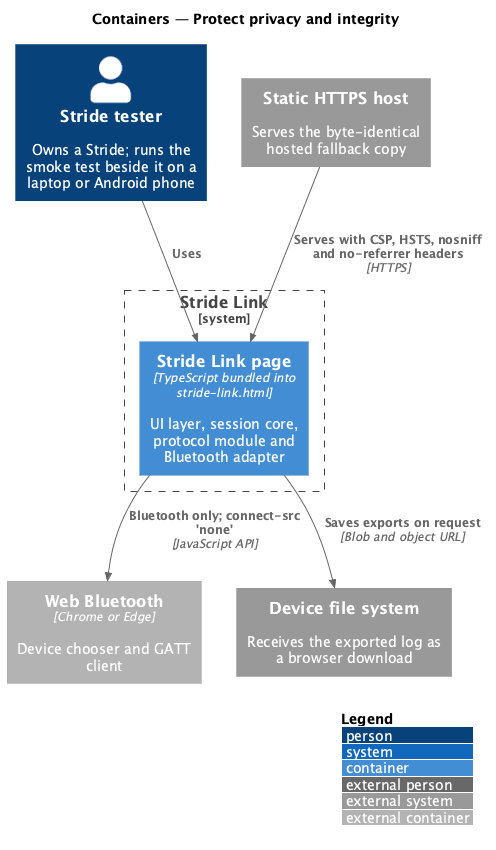 Containers — Protect privacy and integrity
Stride tester
Owns a Stride; runs the
smoke test beside it on a
laptop or Android phone
Static HTTPS host
Serves the byte-identical
hosted fallback copy
Uses
Serves with CSP, HSTS, nosniff
and no-referrer headers
[HTTPS]
Stride Link
[system]
Stride Link page
[TypeScript bundled into
stride-link.html]
UI layer, session core,
protocol module and
Bluetooth adapter
Bluetooth only; connect-src
'none'
[JavaScript API]
Saves exports on request
[Blob and object URL]
Web Bluetooth
[Chrome or Edge]
Device chooser and GATT
client
Device file system
Receives the exported log as
a browser download
Legend
person
system
container
external person
external system
external container